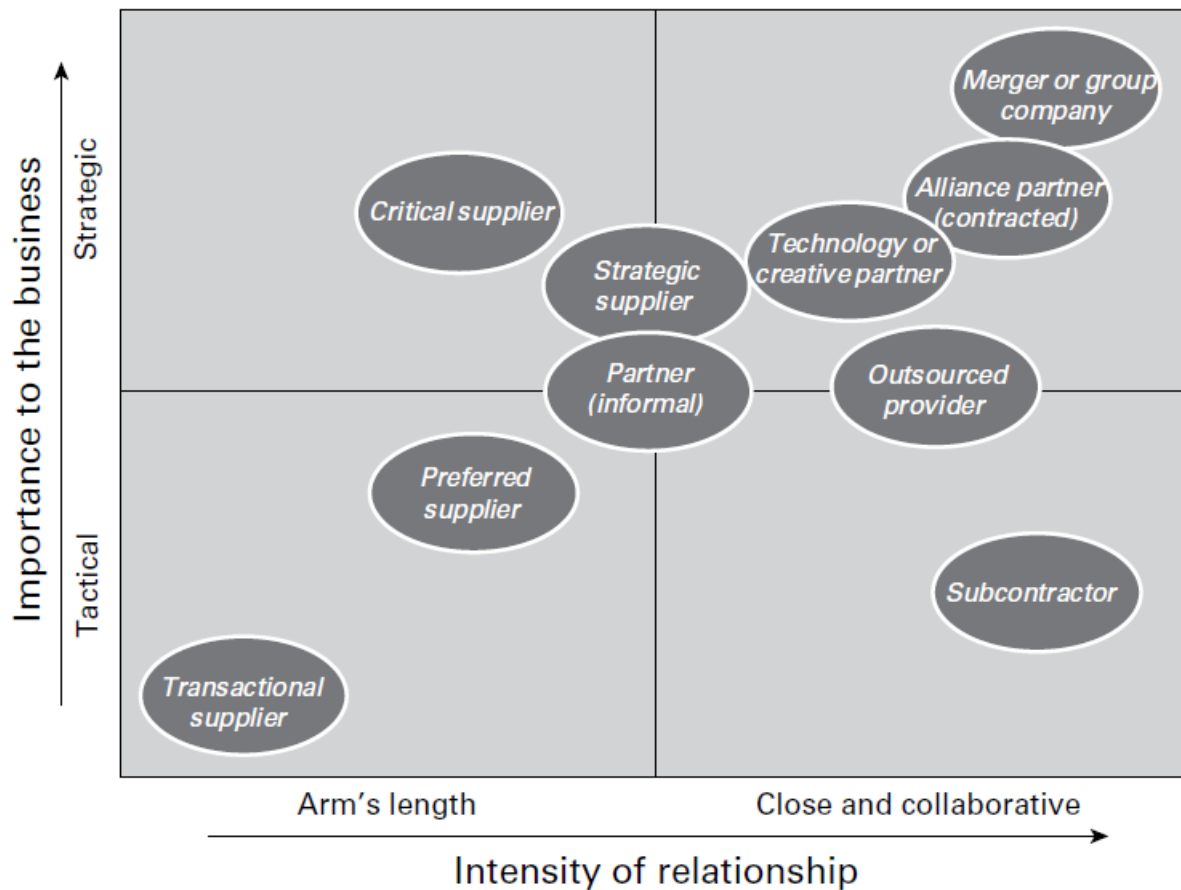 Importance to the business
Strategic
Tactical
Merger or group
company
Alliance partner
(contracted)
Critical supplier
Technology or
creative partner
Strategic
supplier
Partner
(informal)
Outsourced
provider
Preferred
supplier
Subcontractor
Transactional
supplier
Arm's length
Close and collaborative
Intensity of relationship